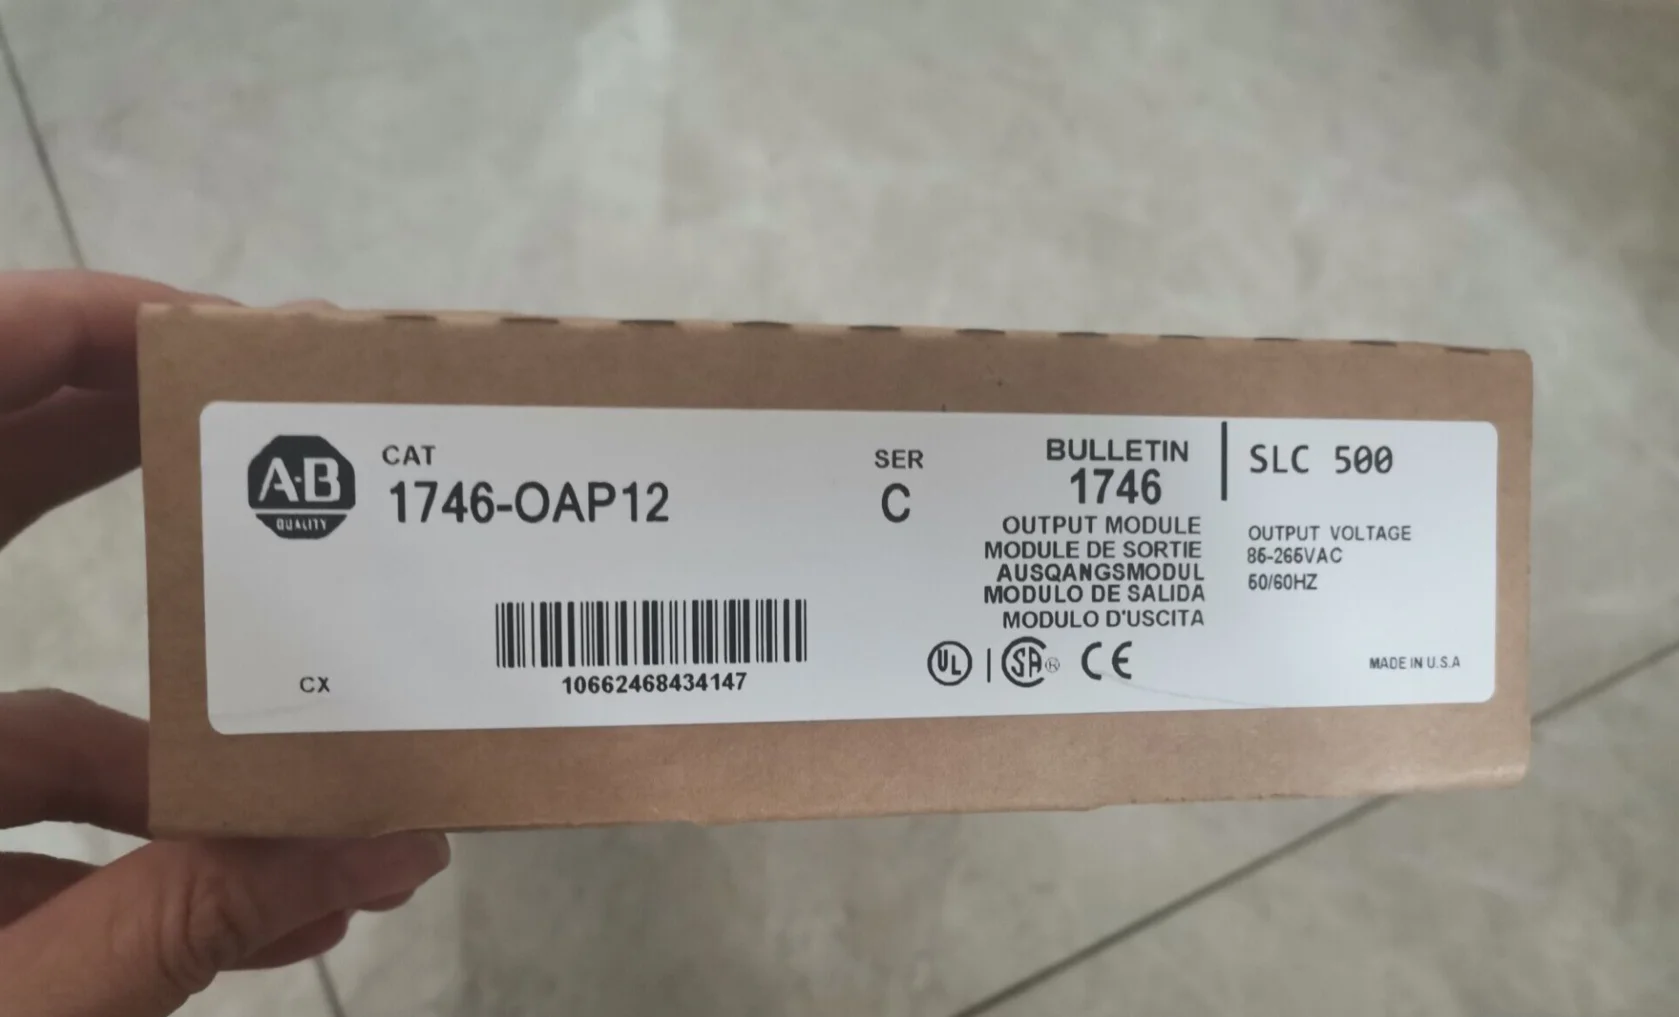 A-B
QUALITY
CAT
1746-OAP12
SER
C
BULLETIN
1746
OUTPUT MODULE
MODULE DE SORTIE
AUSQANGSMODUL
MODULO DE SALIDA
MODULO D'USCITA
SLC 500
OUTPUT VOLTAGE
85-265VAC
50/60HZ
CX
10662468434147
UL
SA®
CE
MADE IN U.S.A